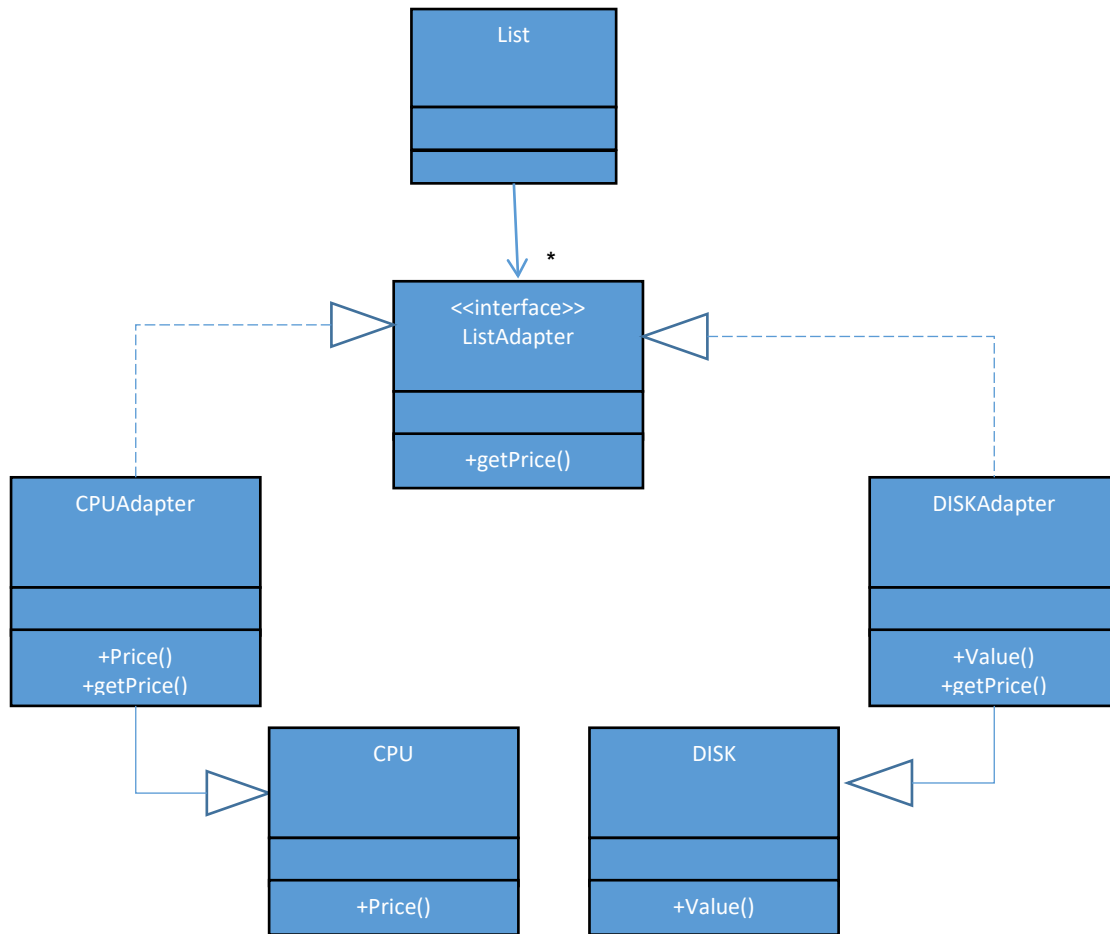 List
*
<<interface>>
ListAdapter
+getPrice()
CPUAdapter
+Price()
+getPrice()
DISKAdapter
+Value()
+getPrice()
CPU
+Price()
DISK
+Value()